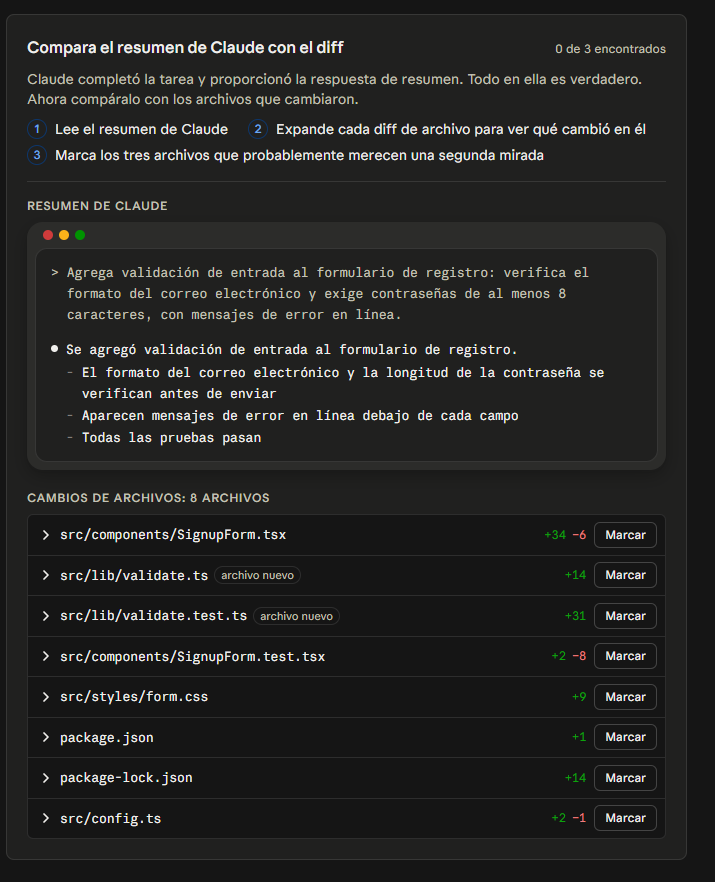 Compara el resumen de Claude con el diff
0 de 3 encontrados
Claude completó la tarea y proporcionó la respuesta de resumen. Todo en ella es verdadero.
Ahora compáralo con los archivos que cambiaron.
1 Lee el resumen de Claude
2 Expande cada diff de archivo para ver qué cambió en él
3 Marca los tres archivos que probablemente merecen una segunda mirada
RESUMEN DE CLAUDE
> Agrega validación de entrada al formulario de registro: verifica el
formato del correo electrónico y exige contraseñas de al menos 8
caracteres, con mensajes de error en línea.
● Se agregó validación de entrada al formulario de registro.
- El formato del correo electrónico y la longitud de la contraseña se
verifican antes de enviar
- Aparecen mensajes de error en línea debajo de cada campo
- Todas las pruebas pasan
CAMBIOS DE ARCHIVOS: 8 ARCHIVOS
src/components/SignupForm.tsx +34 −6 Marcar
src/lib/validate.ts archivo nuevo +14 Marcar
src/lib/validate.test.ts archivo nuevo +31 Marcar
src/components/SignupForm.test.tsx +2 −8 Marcar
src/styles/form.css +9 Marcar
package.json +1 Marcar
package-lock.json +14 Marcar
src/config.ts +2 −1 Marcar